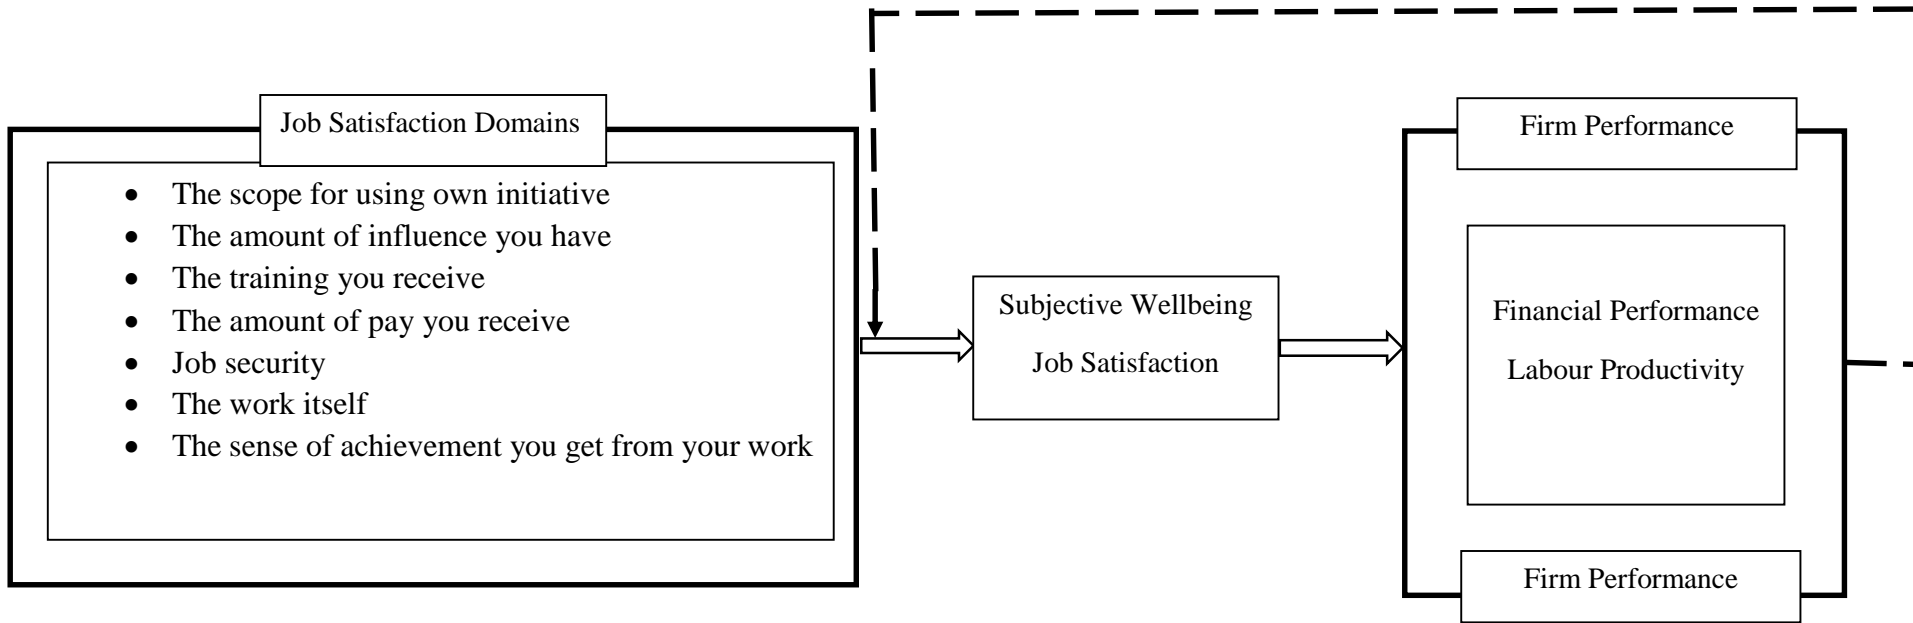 Job Satisfaction Domains
• The scope for using own initiative
• The amount of influence you have
• The training you receive
• The amount of pay you receive
• Job security
• The work itself
• The sense of achievement you get from your work
Subjective Wellbeing
Job Satisfaction
Firm Performance
Financial Performance
Labour Productivity
Firm Performance